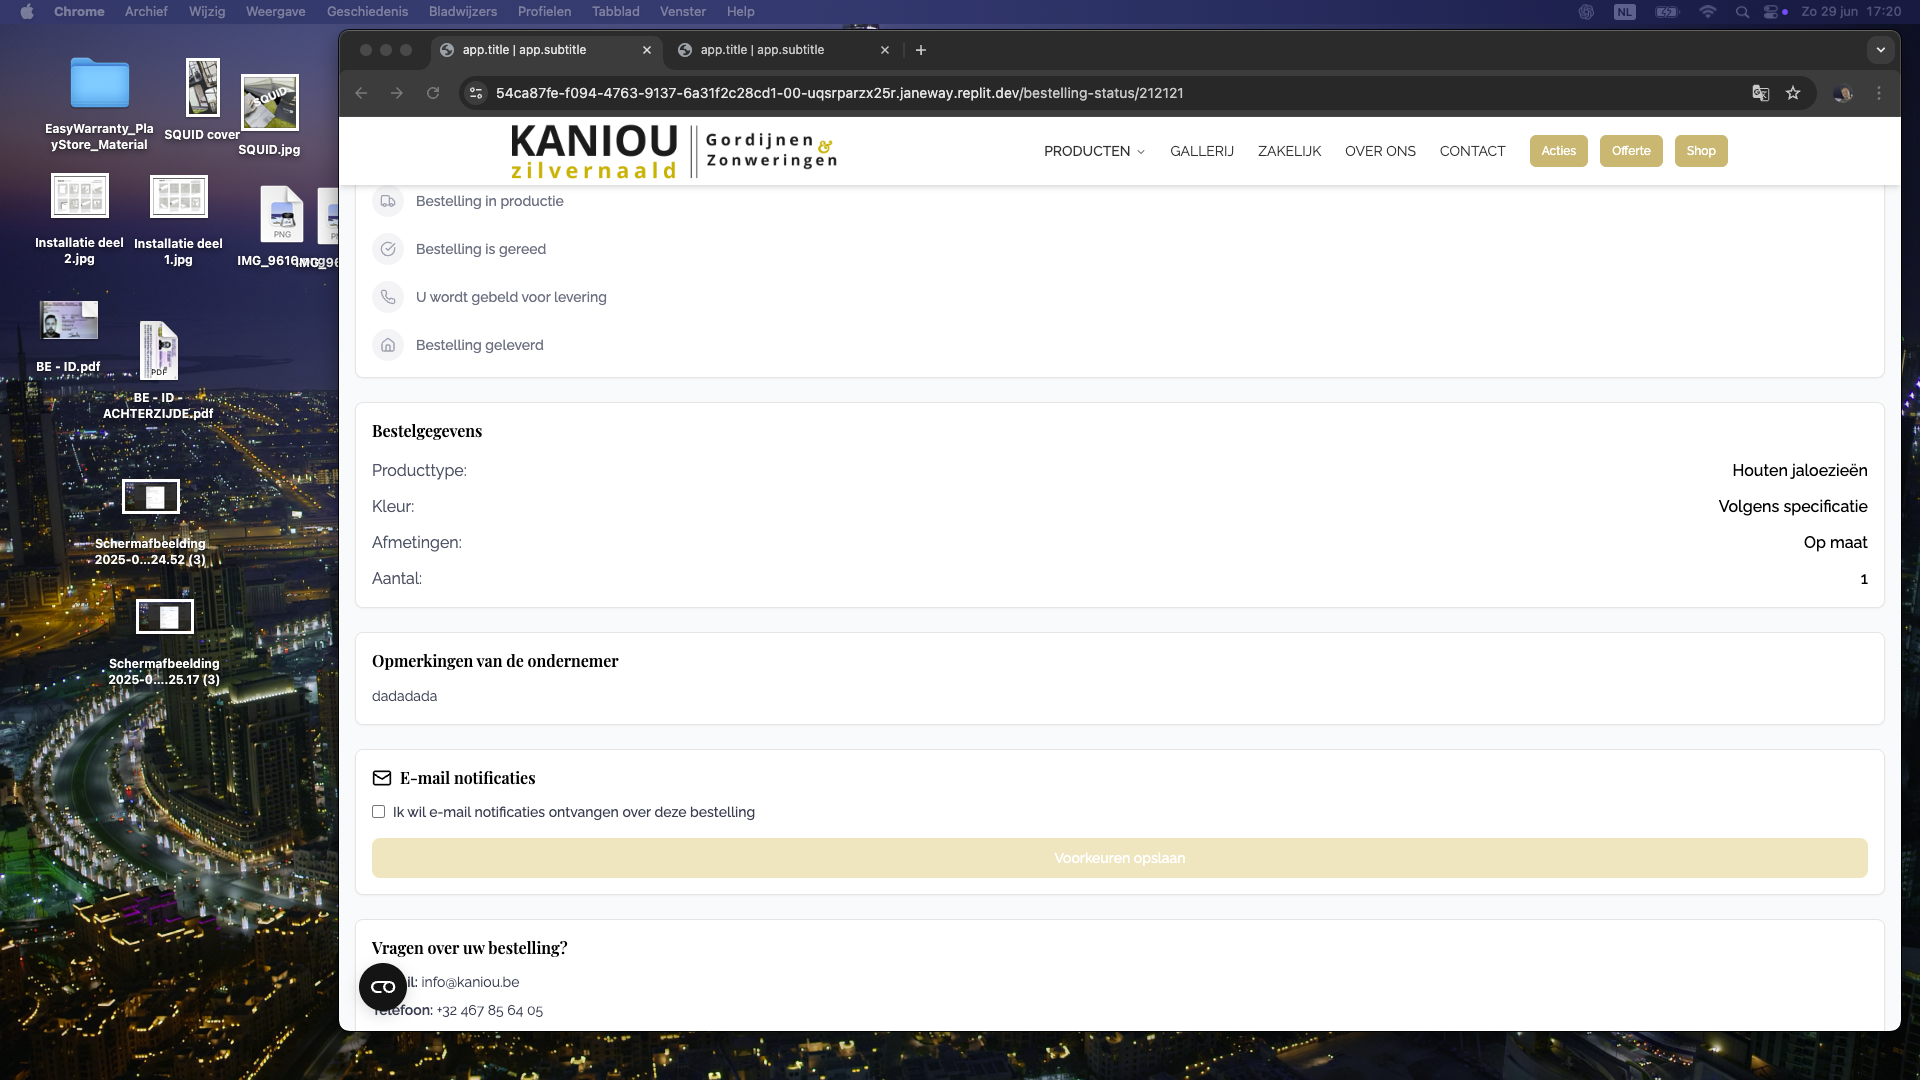 Chrome Archief Wijzig Weergave Geschiedenis Bladwijzers Profielen Tabblad Venster Help NL Zo 29 jun 17:20
app.title | app.subtitle
app.title | app.subtitle
54ca87fe-f094-4763-9137-6a31f2c28cd1-00-uqsrparzx25r.janeway.replit.dev/bestelling-status/212121
KANIOU
zilvernaald
Gordijnen &
Zonweringen
PRODUCTEN GALLERIJ ZAKELIJK OVER ONS CONTACT Acties Offerte Shop
EasyWarranty_Pla
yStore_Material
SQUID cover
SQUID
SQUID.jpg
Installatie deel
2.jpg
Installatie deel
1.jpg
PNG
BE - ID.pdf
PDF
BE - ID -
ACHTERZIJDE.pdf
Schermafbeelding
2025-0...24.52 (3)
Schermafbeelding
2025-0....25.17 (3)
Bestelling in productie
Bestelling is gereed
U wordt gebeld voor levering
Bestelling geleverd
Bestelgegevens
Producttype: Houten jaloezieën
Kleur: Volgens specificatie
Afmetingen: Op maat
Aantal: 1
Opmerkingen van de ondernemer
dadadada
E-mail notificaties
Ik wil e-mail notificaties ontvangen over deze bestelling
Voorkeuren opslaan
Vragen over uw bestelling?
il: info@kaniou.be
Telefoon: +32 467 85 64 05